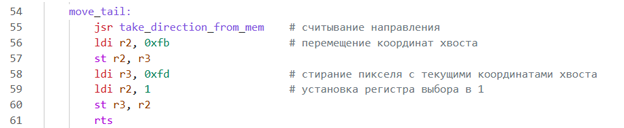 54 move_tail:
55 jsr take_direction_from_mem # считывание направления
56 ldi r2, 0xfb # перемещение координат хвоста
57 st r2, r3
58 ldi r3, 0xfd # стирание пикселя с текущими координатами хвоста
59 ldi r2, 1 # установка регистра выбора в 1
60 st r3, r2
61 rts